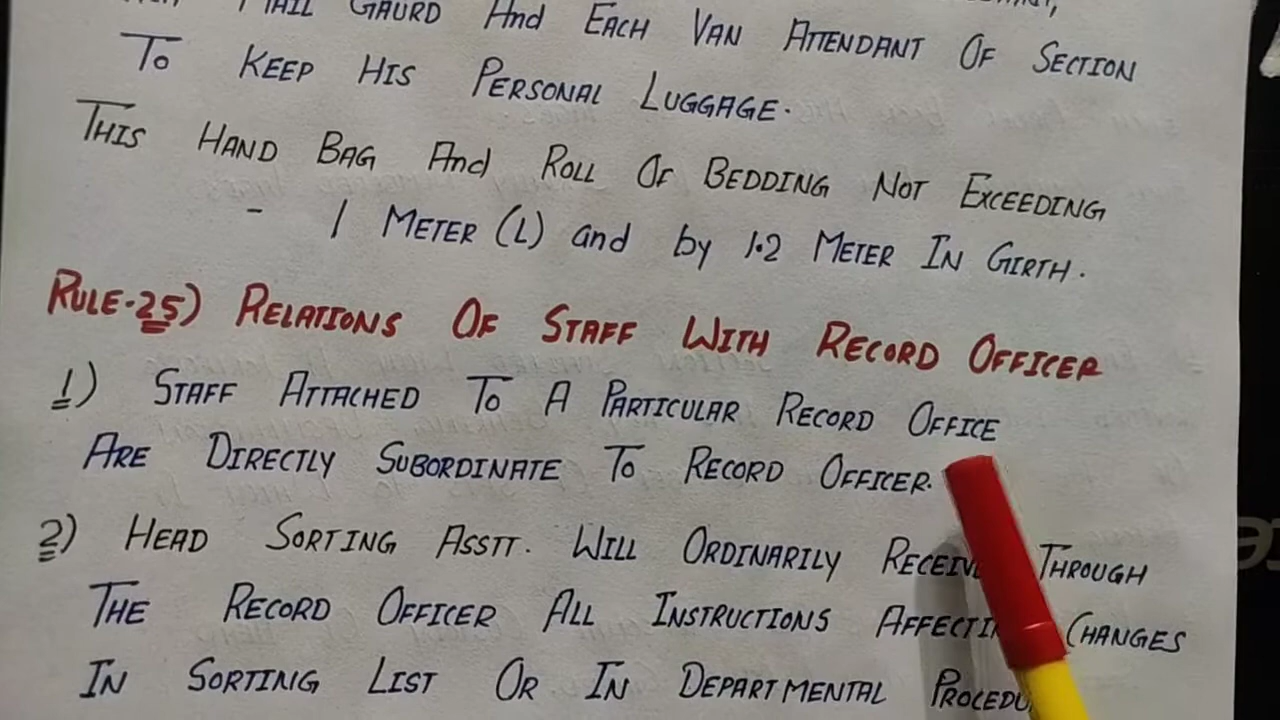 MAIL GAURD And EACH VAN ATTENDANT OF SECTION
To KEEP HIS PERSONAL LUGGAGE.
THIS HAND BAG And ROLL OF BEDDING NOT EXCEEDING
- 1 METER (L) and by 1.2 METER IN GIRTH.
RULE-25) RELATIONS OF STAFF WITH RECORD OFFICER
1) STAFF ATTACHED TO A PARTICULAR RECORD OFFICE
ARE DIRECTLY SUBORDINATE To RECORD OFFICER.
2) HEAD SORTING ASSTT. WILL ORDINARILY RECEIVE THROUGH
THE RECORD OFFICER ALL INSTRUCTIONS AFFECTIN CHANGES
IN SORTING LIST OR IN DEPARTMENTAL PROCEDU